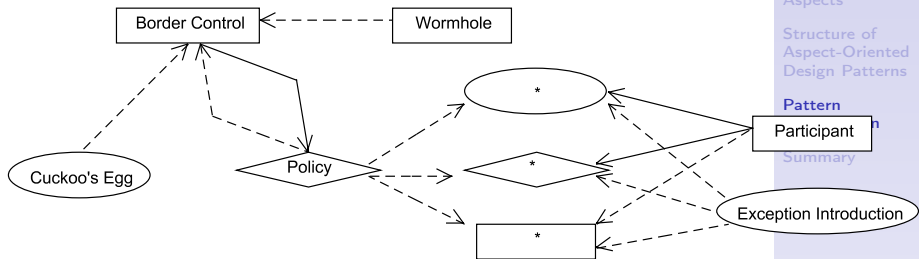 Aspects
Border Control
Wormhole
Structure of
Aspect-Oriented
Design Patterns
*
Pattern
n
Participant
Policy
*
Summary
Cuckoo's Egg
Exception Introduction
*